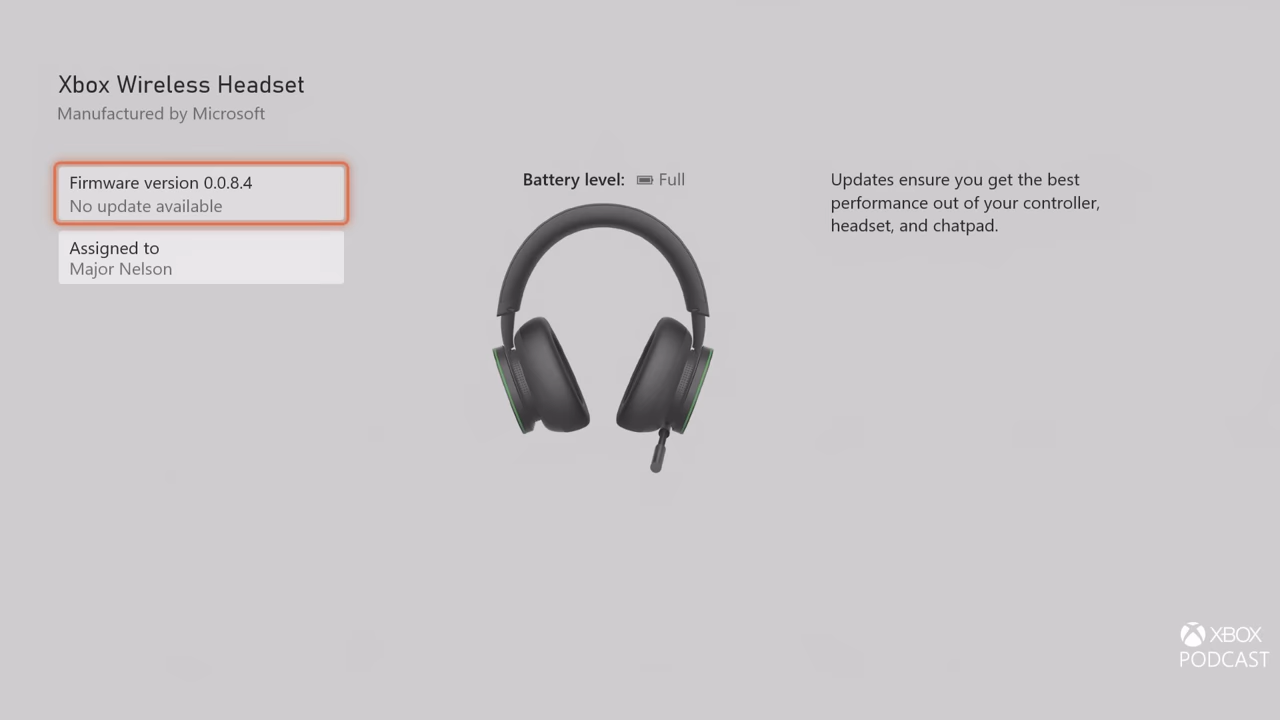 Xbox Wireless Headset
Manufactured by Microsoft
Firmware version 0.0.8.4
No update available
Assigned to
Major Nelson
Battery level: Full
Updates ensure you get the best
performance out of your controller,
headset, and chatpad.
XBOX
PODCAST